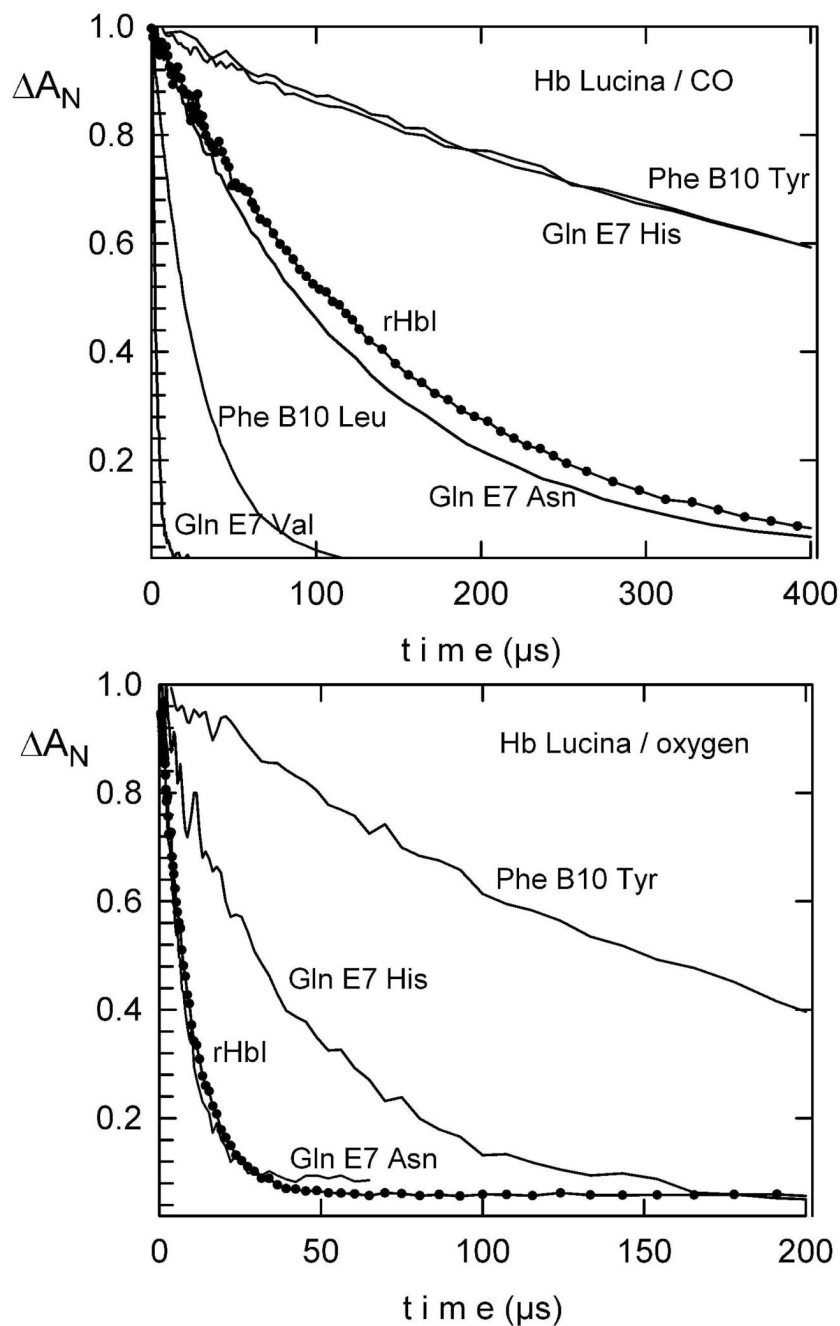 1.0
ΔA_N
Hb Lucina / CO
0.8
Phe B10 Tyr
0.6
Gln E7 His
rHbI
0.4
Phe B10 Leu
0.2
Gln E7 Asn
Gln E7 Val
0 100 200 300 400
t i m e (µs)
1.0
ΔA_N
Hb Lucina / oxygen
0.8
Phe B10 Tyr
0.6
Gln E7 His
0.4
rHbI
0.2
Gln E7 Asn
0 50 100 150 200
t i m e (µs)